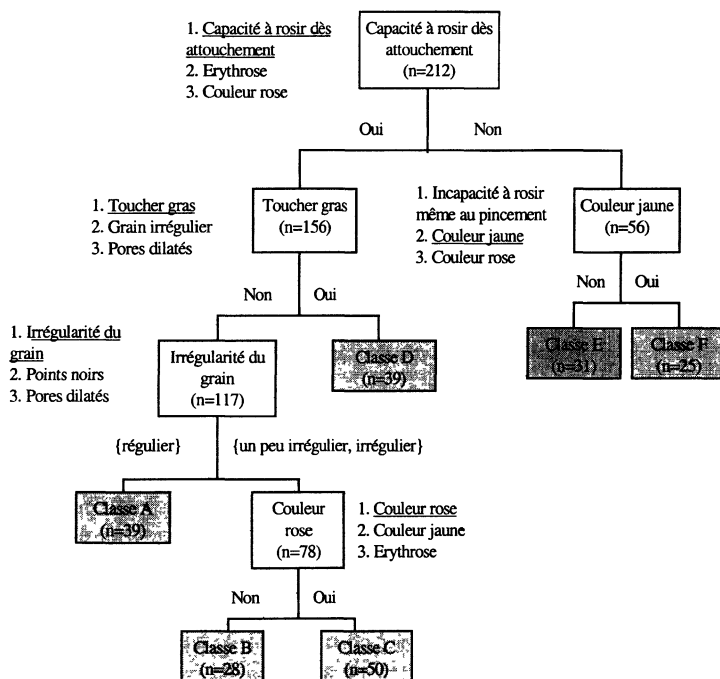 1. Capacité à rosir dès
attouchement
2. Erythrose
3. Couleur rose
Capacité à rosir dès
attouchement
(n=212)
Oui
Non
1. Toucher gras
2. Grain irrégulier
3. Pores dilatés
Toucher gras
(n=156)
1. Incapacité à rosir
même au pincement
2. Couleur jaune
3. Couleur rose
Couleur jaune
(n=56)
Non
Oui
Non
Oui
1. Irrégularité du
grain
2. Points noirs
3. Pores dilatés
Irrégularité du
grain
(n=117)
Classe D
(n=39)
Classe E
(n=31)
Classe F
(n=25)
{régulier}
{un peu irrégulier, irrégulier}
Classe A
(n=39)
Couleur
rose
(n=78)
1. Couleur rose
2. Couleur jaune
3. Erythrose
Non
Oui
Classe B
(n=28)
Classe C
(n=50)